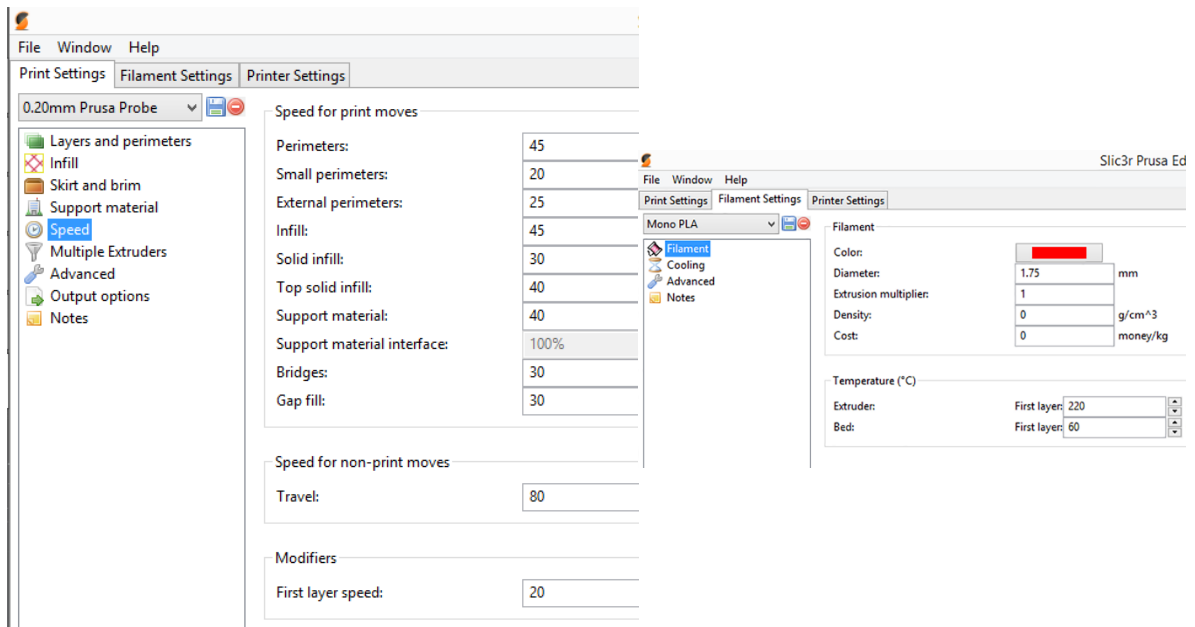 File Window Help
Print Settings Filament Settings Printer Settings
0.20mm Prusa Probe
Layers and perimeters
Infill
Skirt and brim
Support material
Speed
Multiple Extruders
Advanced
Output options
Notes
Speed for print moves
Perimeters: 45
Small perimeters: 20
External perimeters: 25
Infill: 45
Solid infill: 30
Top solid infill: 40
Support material: 40
Support material interface: 100%
Bridges: 30
Gap fill: 30
Speed for non-print moves
Travel: 80
Modifiers
First layer speed: 20
Slic3r Prusa Ed
File Window Help
Print Settings Filament Settings Printer Settings
Mono PLA
Filament
Cooling
Advanced
Notes
Filament
Color:
Diameter: 1.75 mm
Extrusion multiplier: 1
Density: 0 g/cm^3
Cost: 0 money/kg
Temperature (°C)
Extruder: First layer: 220
Bed: First layer: 60